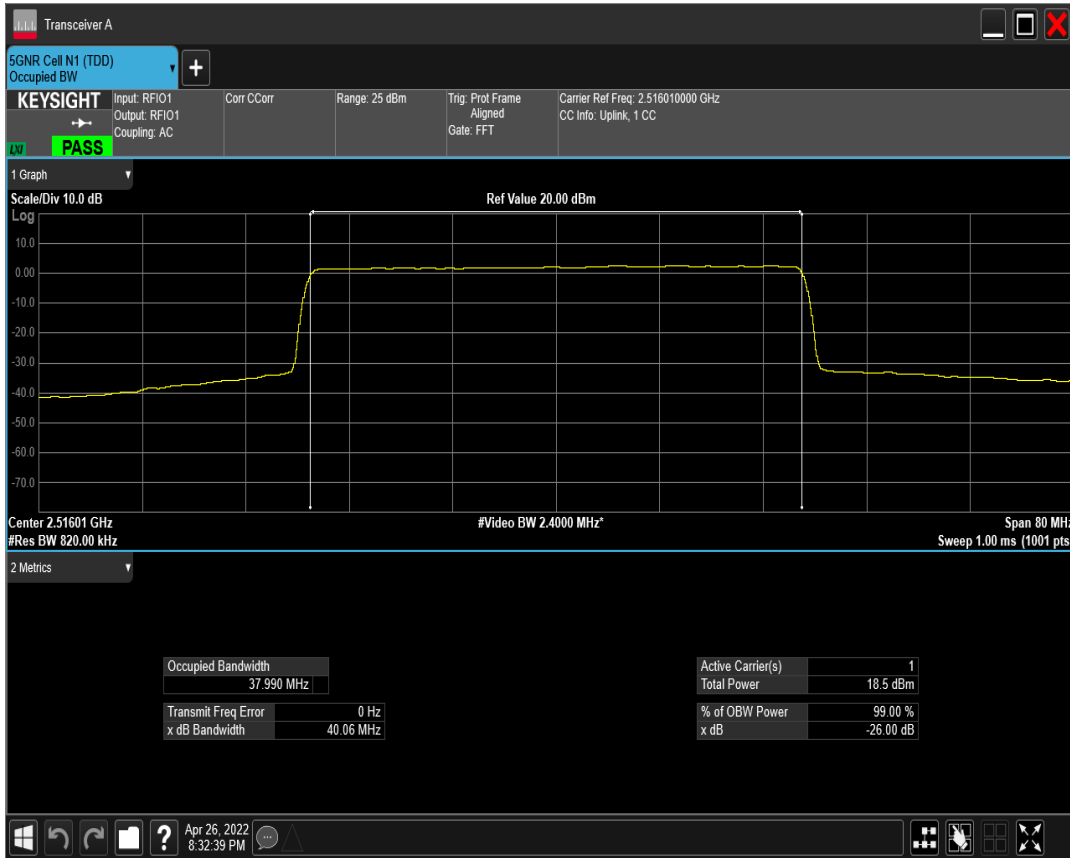 Transceiver A
5GNR Cell N1 (TDD)
Occupied BW
+
KEYSIGHT
LXI
PASS
Input: RFIO1
Output: RFIO1
Coupling: AC
Corr CCorr
Range: 25 dBm
Trig: Prot Frame
Aligned
Gate: FFT
Carrier Ref Freq: 2.516010000 GHz
CC Info: Uplink, 1 CC
1 Graph
Scale/Div 10.0 dB
Ref Value 20.00 dBm
Log
10.0
0.00
-10.0
-20.0
-30.0
-40.0
-50.0
-60.0
-70.0
Center 2.51601 GHz
#Video BW 2.4000 MHz*
Span 80 MHz
#Res BW 820.00 kHz
Sweep 1.00 ms (1001 pts
2 Metrics
Occupied Bandwidth
37.990 MHz
Transmit Freq Error 0 Hz
x dB Bandwidth 40.06 MHz
Active Carrier(s) 1
Total Power 18.5 dBm
% of OBW Power 99.00 %
x dB -26.00 dB
?
Apr 26, 2022
8:32:39 PM